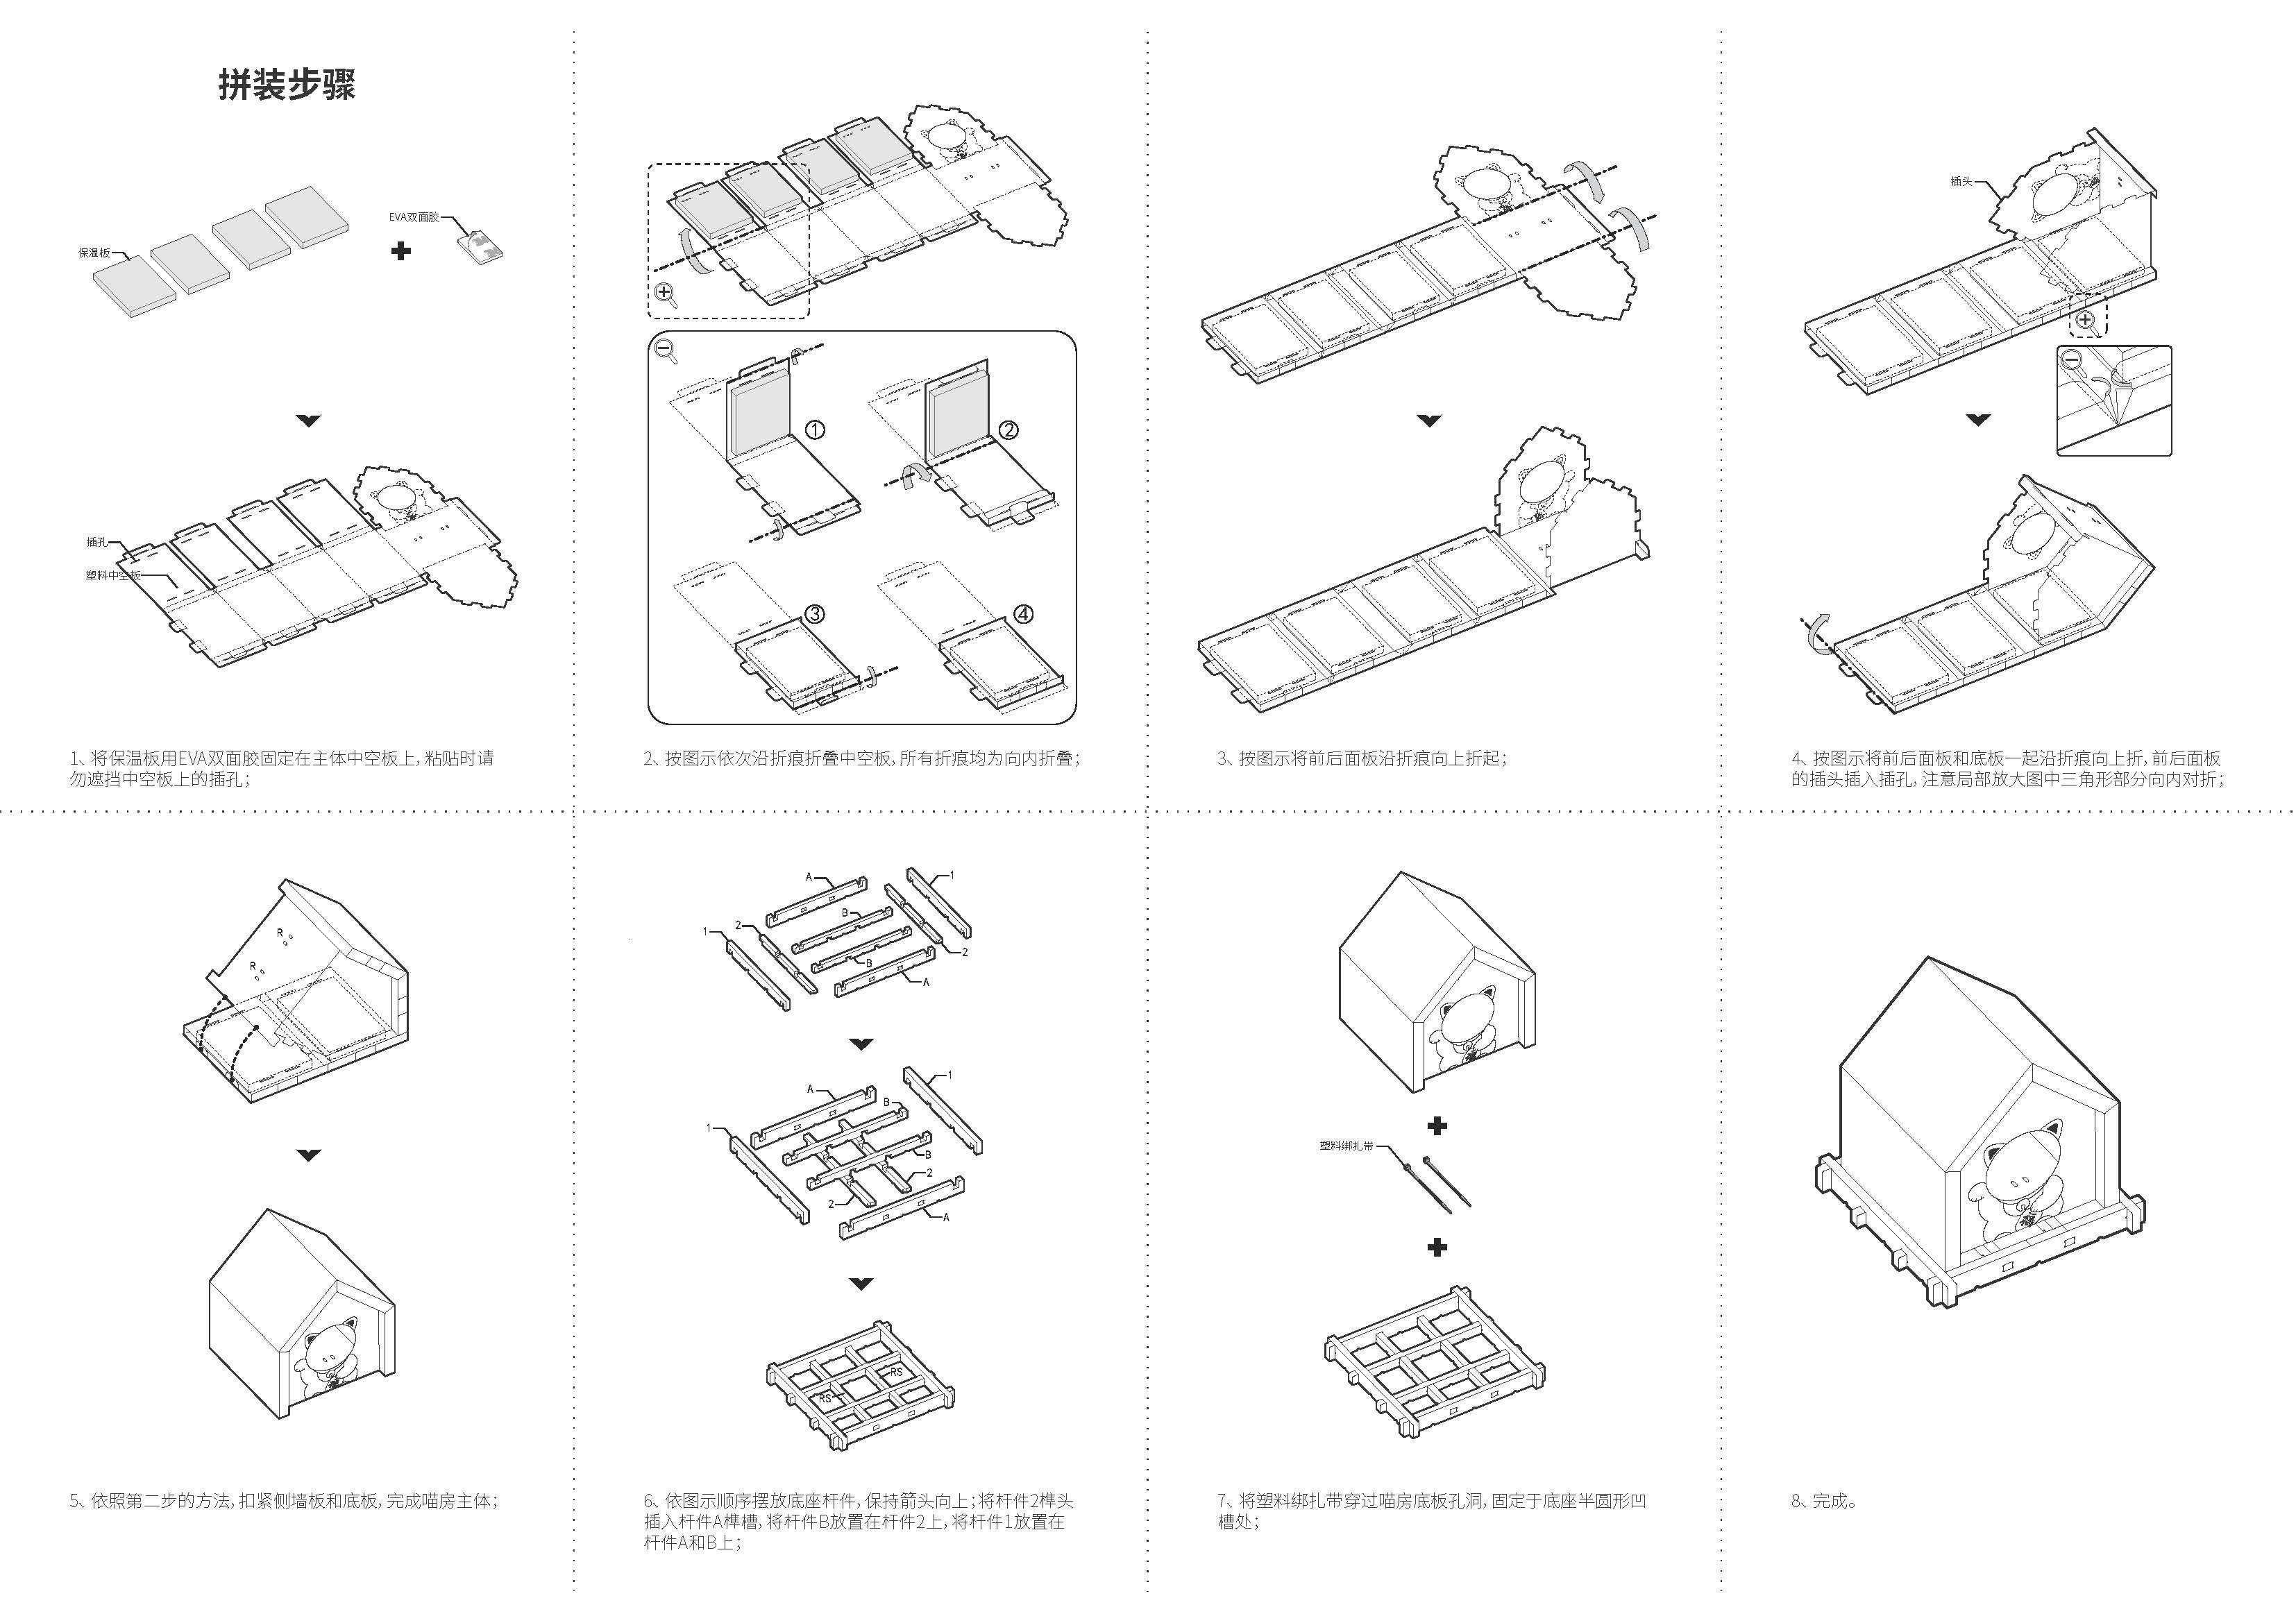 拼装步骤
保温板
EVA双面胶
插孔
塑料中空板
1、将保温板用EVA双面胶固定在主体中空板上，粘贴时请
勿遮挡中空板上的插孔；
①
②
③
④
2、按图示依次沿折痕折叠中空板，所有折痕均为向内折叠；
3、按图示将前后面板沿折痕向上折起；
插头
4、按图示将前后面板和底板一起沿折痕向上折，前后面板
的插头插入插孔，注意局部放大图中三角形部分向内对折；
R
R
5、依照第二步的方法，扣紧侧墙板和底板，完成喵房主体；
A
1
B
2
1
2
B
A
A
1
B
1
B
2
2
A
RS
RS
6、依图示顺序摆放底座杆件，保持箭头向上；将杆件2榫头
插入杆件A榫槽，将杆件B放置在杆件2上，将杆件1放置在
杆件A和B上；
塑料绑扎带
7、将塑料绑扎带穿过喵房底板孔洞，固定于底座半圆形凹
槽处；
8、完成。